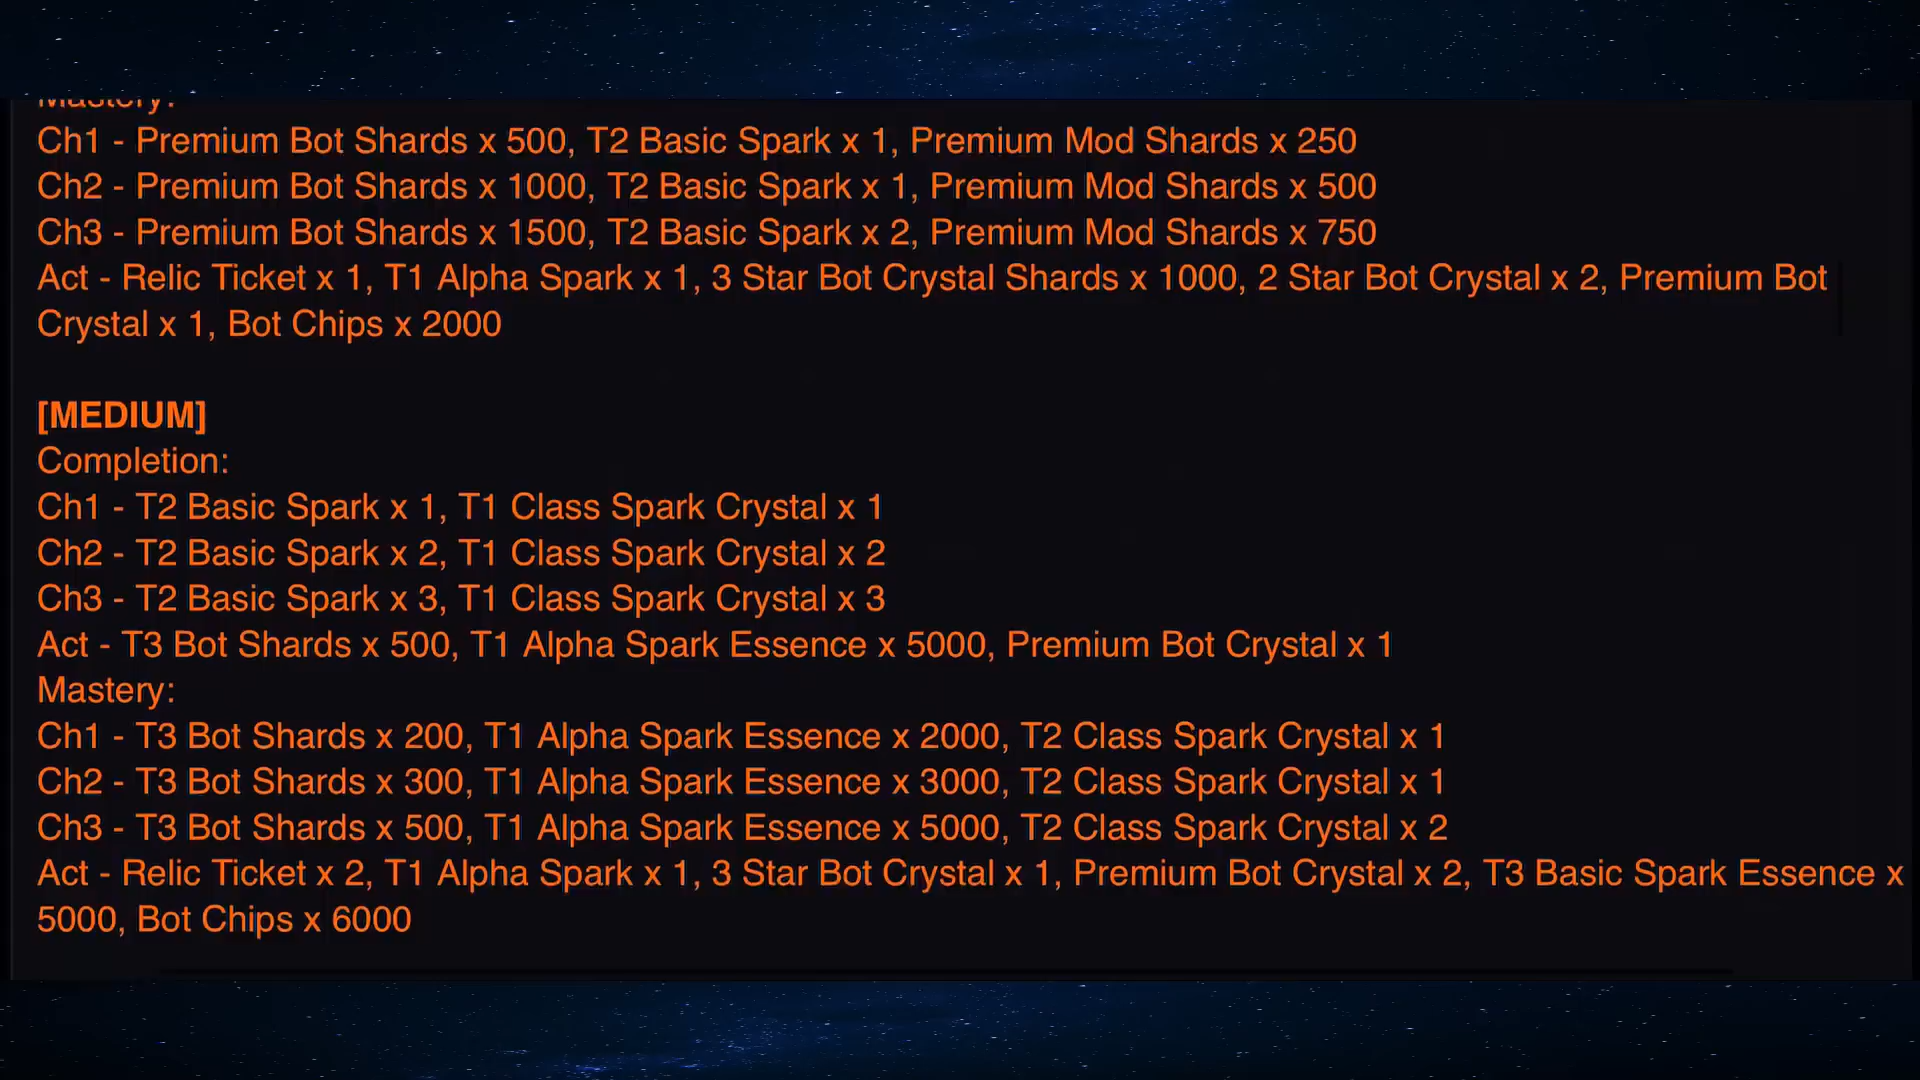 Mastery:
Ch1 - Premium Bot Shards x 500, T2 Basic Spark x 1, Premium Mod Shards x 250
Ch2 - Premium Bot Shards x 1000, T2 Basic Spark x 1, Premium Mod Shards x 500
Ch3 - Premium Bot Shards x 1500, T2 Basic Spark x 2, Premium Mod Shards x 750
Act - Relic Ticket x 1, T1 Alpha Spark x 1, 3 Star Bot Crystal Shards x 1000, 2 Star Bot Crystal x 2, Premium Bot
Crystal x 1, Bot Chips x 2000
[MEDIUM]
Completion:
Ch1 - T2 Basic Spark x 1, T1 Class Spark Crystal x 1
Ch2 - T2 Basic Spark x 2, T1 Class Spark Crystal x 2
Ch3 - T2 Basic Spark x 3, T1 Class Spark Crystal x 3
Act - T3 Bot Shards x 500, T1 Alpha Spark Essence x 5000, Premium Bot Crystal x 1
Mastery:
Ch1 - T3 Bot Shards x 200, T1 Alpha Spark Essence x 2000, T2 Class Spark Crystal x 1
Ch2 - T3 Bot Shards x 300, T1 Alpha Spark Essence x 3000, T2 Class Spark Crystal x 1
Ch3 - T3 Bot Shards x 500, T1 Alpha Spark Essence x 5000, T2 Class Spark Crystal x 2
Act - Relic Ticket x 2, T1 Alpha Spark x 1, 3 Star Bot Crystal x 1, Premium Bot Crystal x 2, T3 Basic Spark Essence x
5000, Bot Chips x 6000